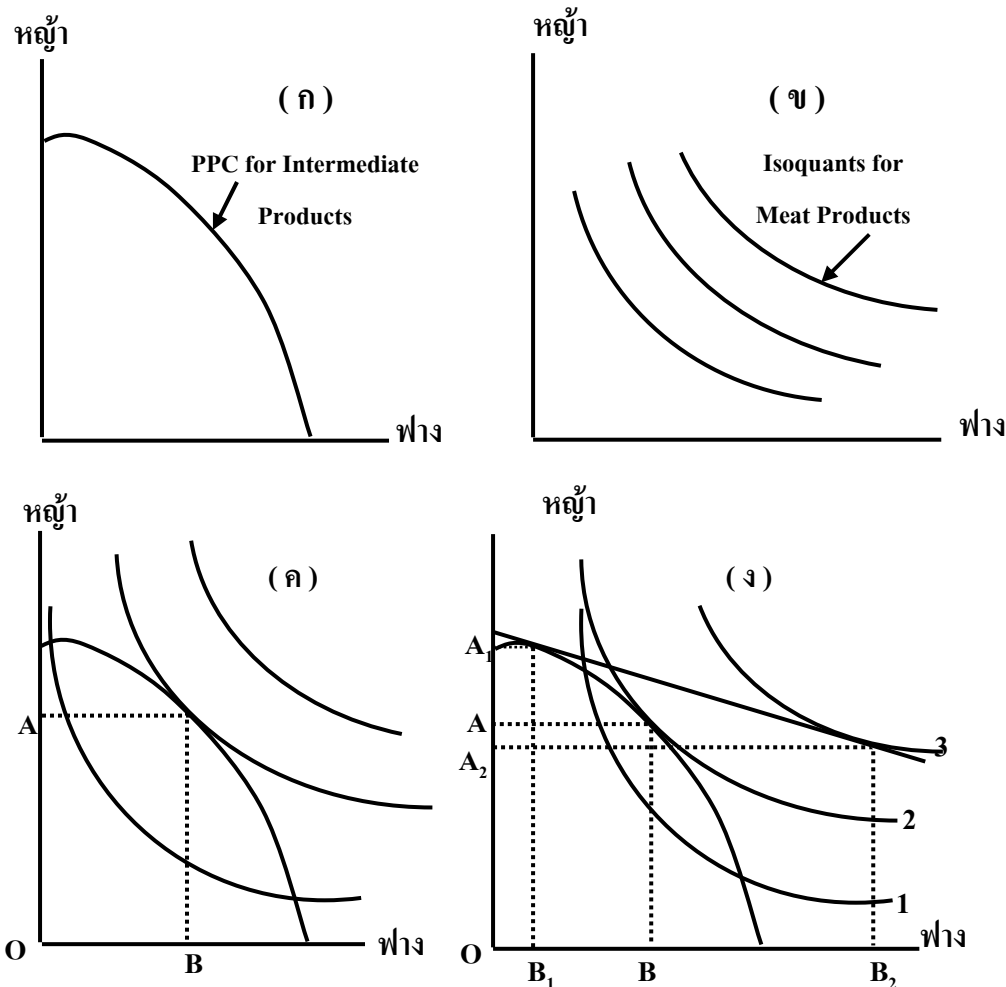 หญ้า
( ก )
PPC for Intermediate
Products
ฟาง
หญ้า
( ข )
Isoquants for
Meat Products
ฟาง
หญ้า
( ค )
A
O
B
ฟาง
หญ้า
( ง )
A1
A
A2
3
2
1
O
B1
B
B2
ฟาง